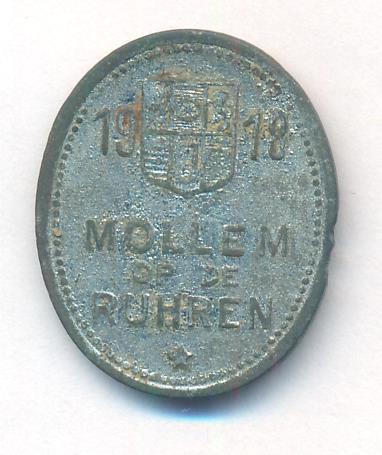 1918
MOLLEM
OP DE
RUHREN